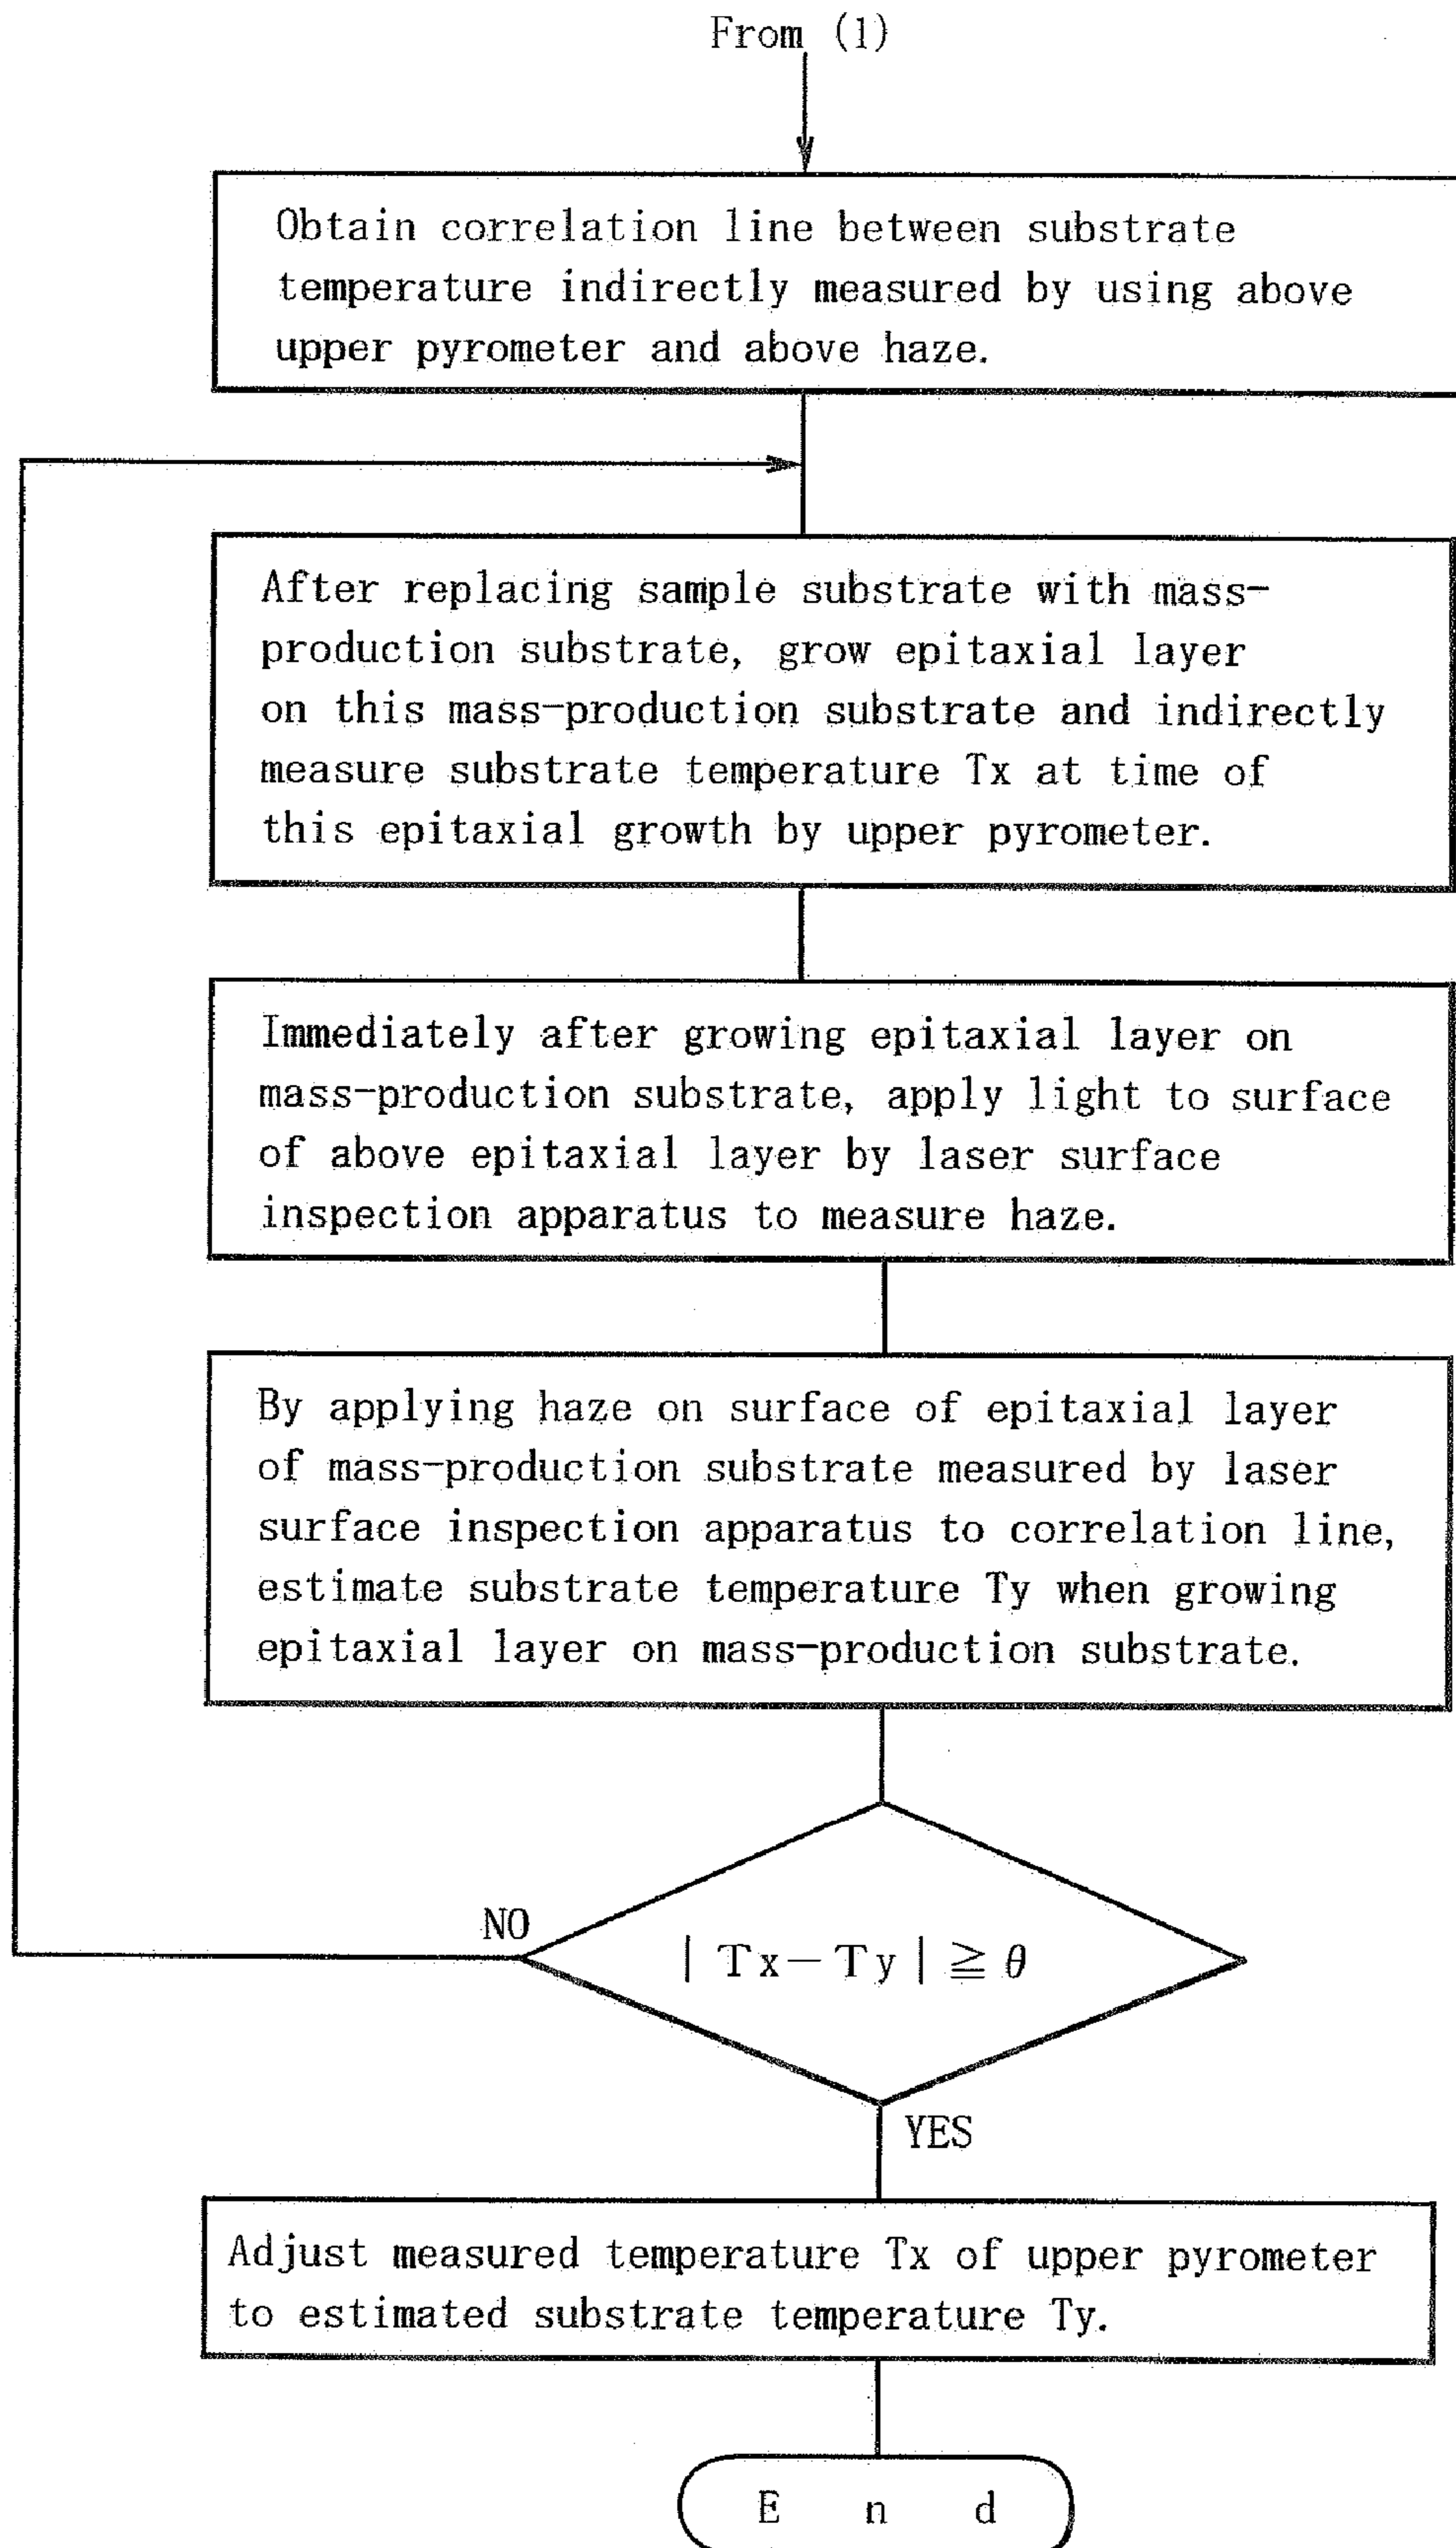 From (1)
Obtain correlation line between substrate
temperature indirectly measured by using above
upper pyrometer and above haze.
After replacing sample substrate with mass-
production substrate, grow epitaxial layer
on this mass-production substrate and indirectly
measure substrate temperature Tx at time of
this epitaxial growth by upper pyrometer.
Immediately after growing epitaxial layer on
mass-production substrate, apply light to surface
of above epitaxial layer by laser surface
inspection apparatus to measure haze.
By applying haze on surface of epitaxial layer
of mass-production substrate measured by laser
surface inspection apparatus to correlation line,
estimate substrate temperature Ty when growing
epitaxial layer on mass-production substrate.
NO
| Tx－Ty | ≧ θ
YES
Adjust measured temperature Tx of upper pyrometer
to estimated substrate temperature Ty.
E n d